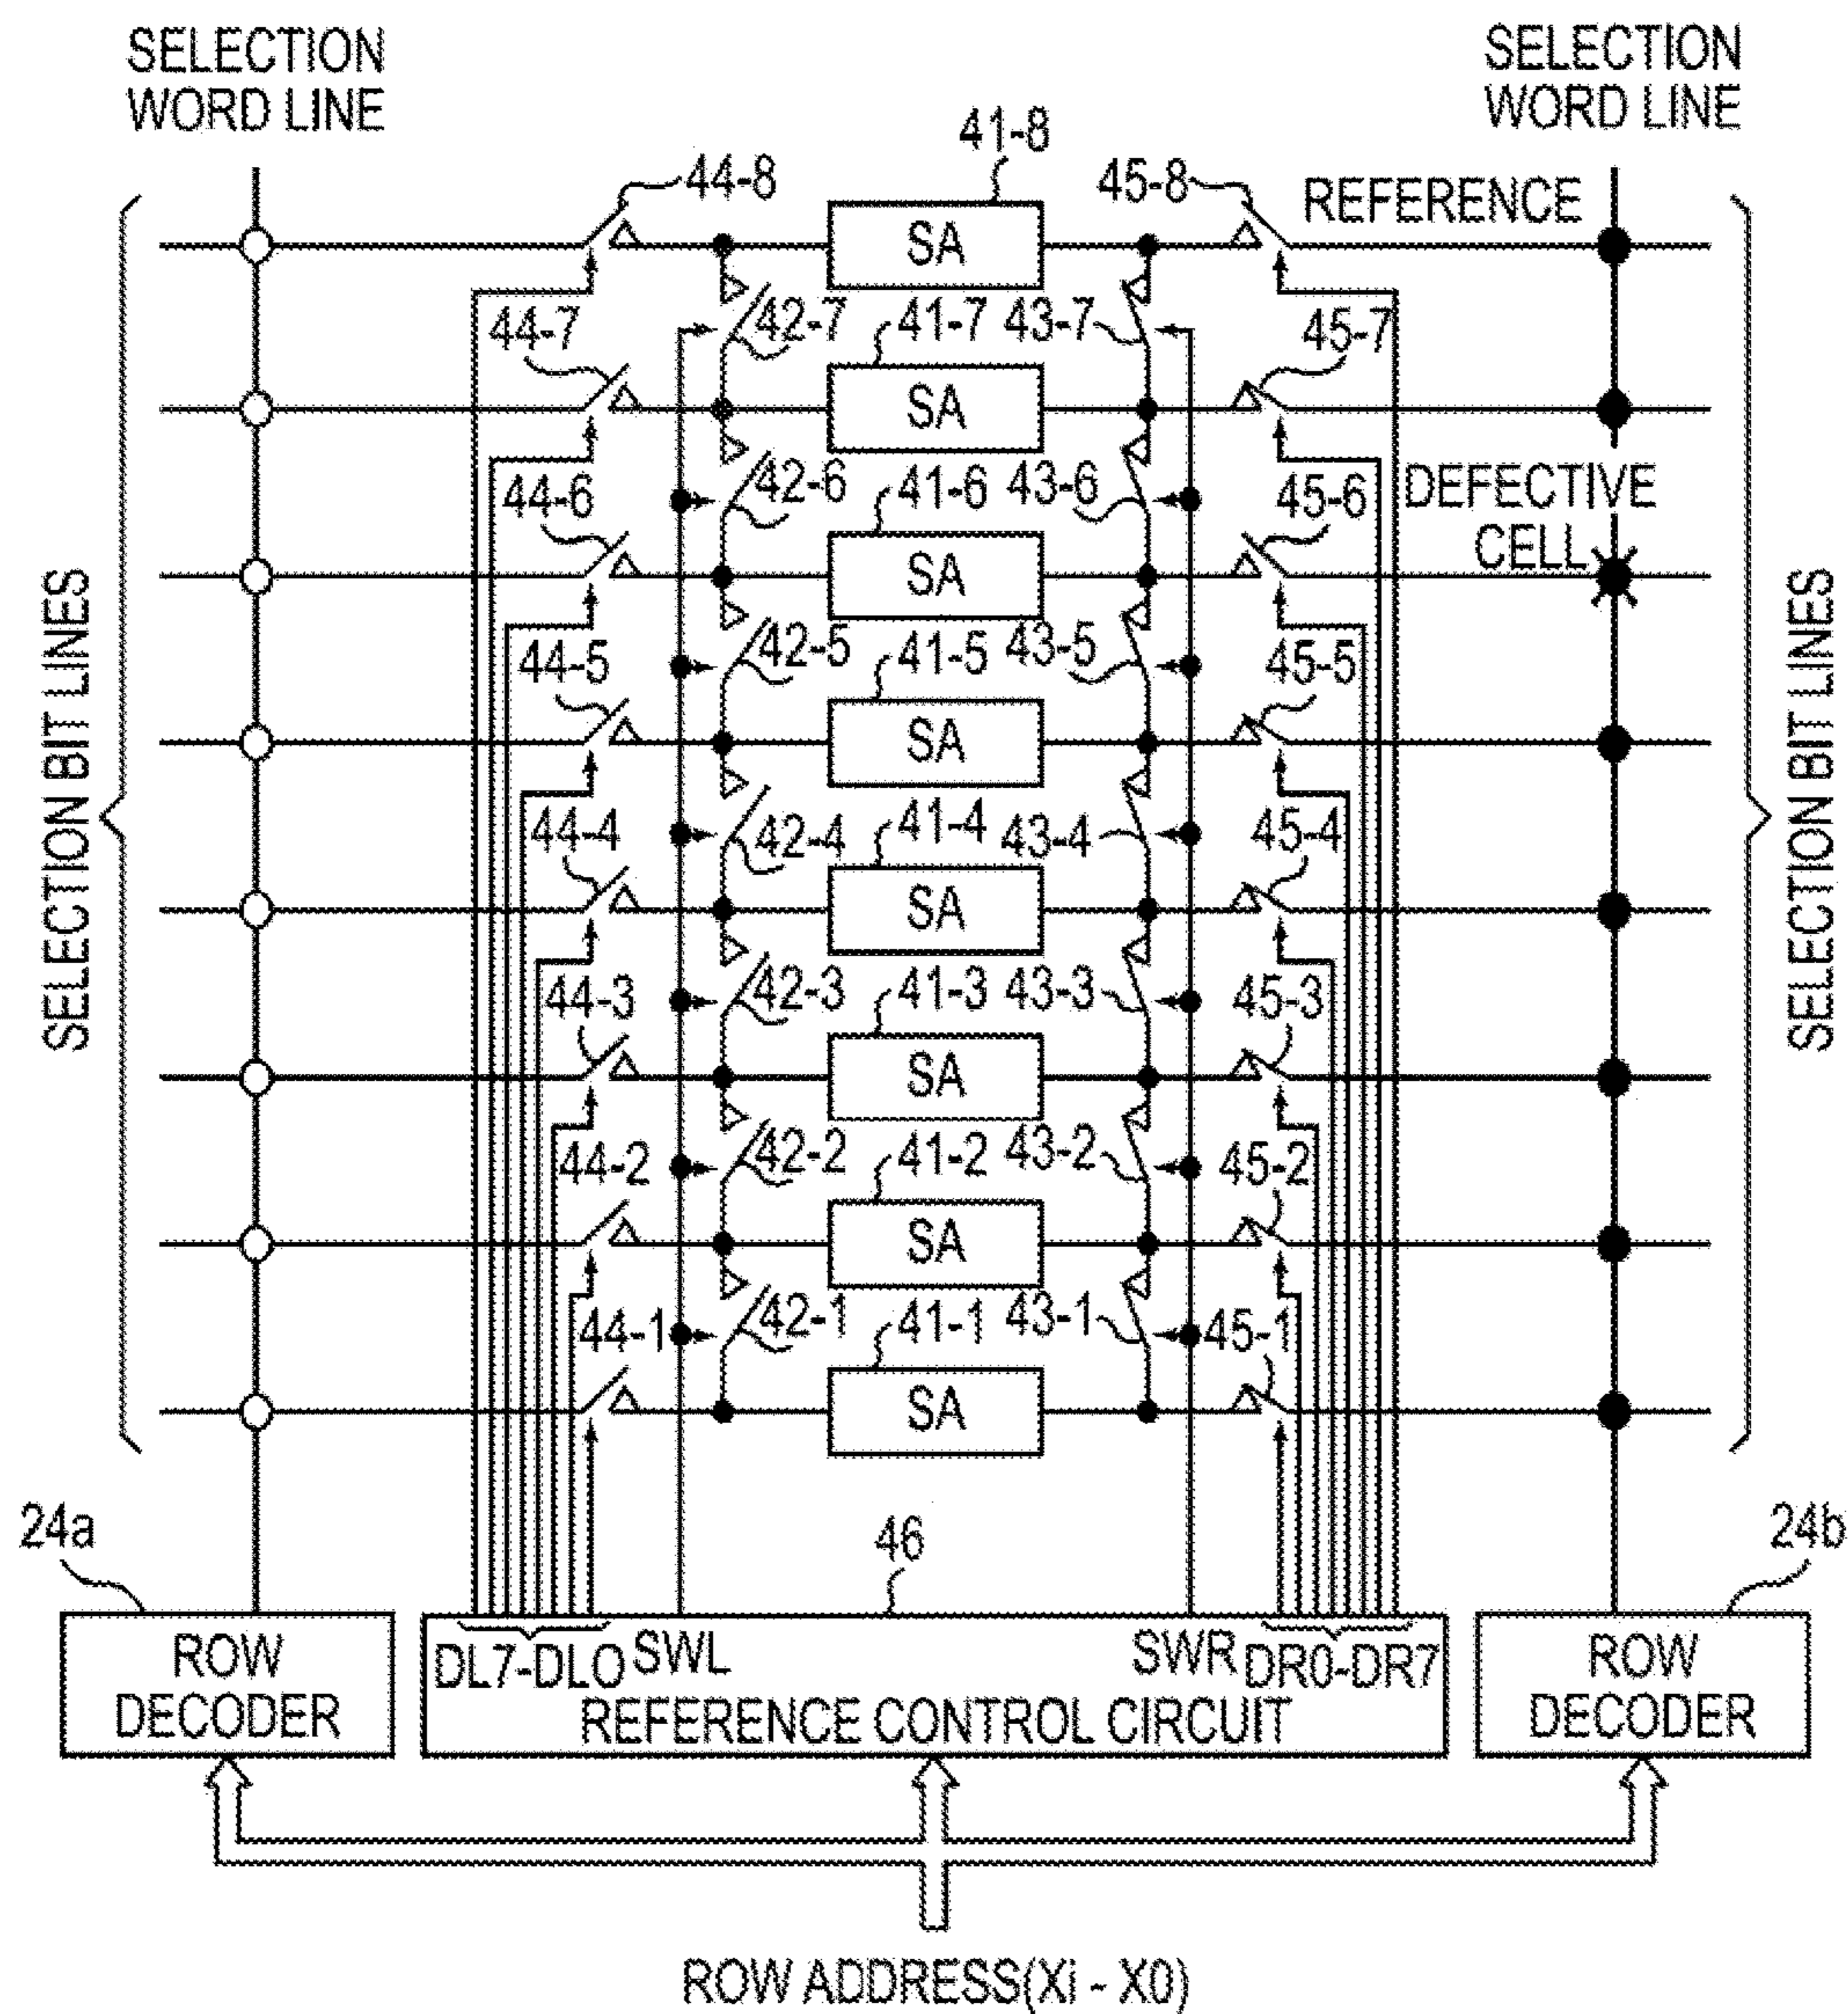 SELECTION
WORD LINE
SELECTION
WORD LINE
41-8
44-8
45-8
REFERENCE
SA
44-7
42-7
41-7
43-7
45-7
SA
44-6
42-6
41-6
43-6
45-6
DEFECTIVE
CELL
SA
44-5
42-5
41-5
43-5
45-5
SA
SELECTION BIT LINES
SELECTION BIT LINES
44-4
42-4
41-4
43-4
45-4
SA
44-3
42-3
41-3
43-3
45-3
SA
44-2
42-2
41-2
43-2
45-2
SA
44-1
42-1
41-1
43-1
45-1
SA
24a
46
24b
ROW
DECODER
DL7-DL0
SWL
SWR
DR0-DR7
REFERENCE CONTROL CIRCUIT
ROW
DECODER
ROW ADDRESS(Xi - X0)